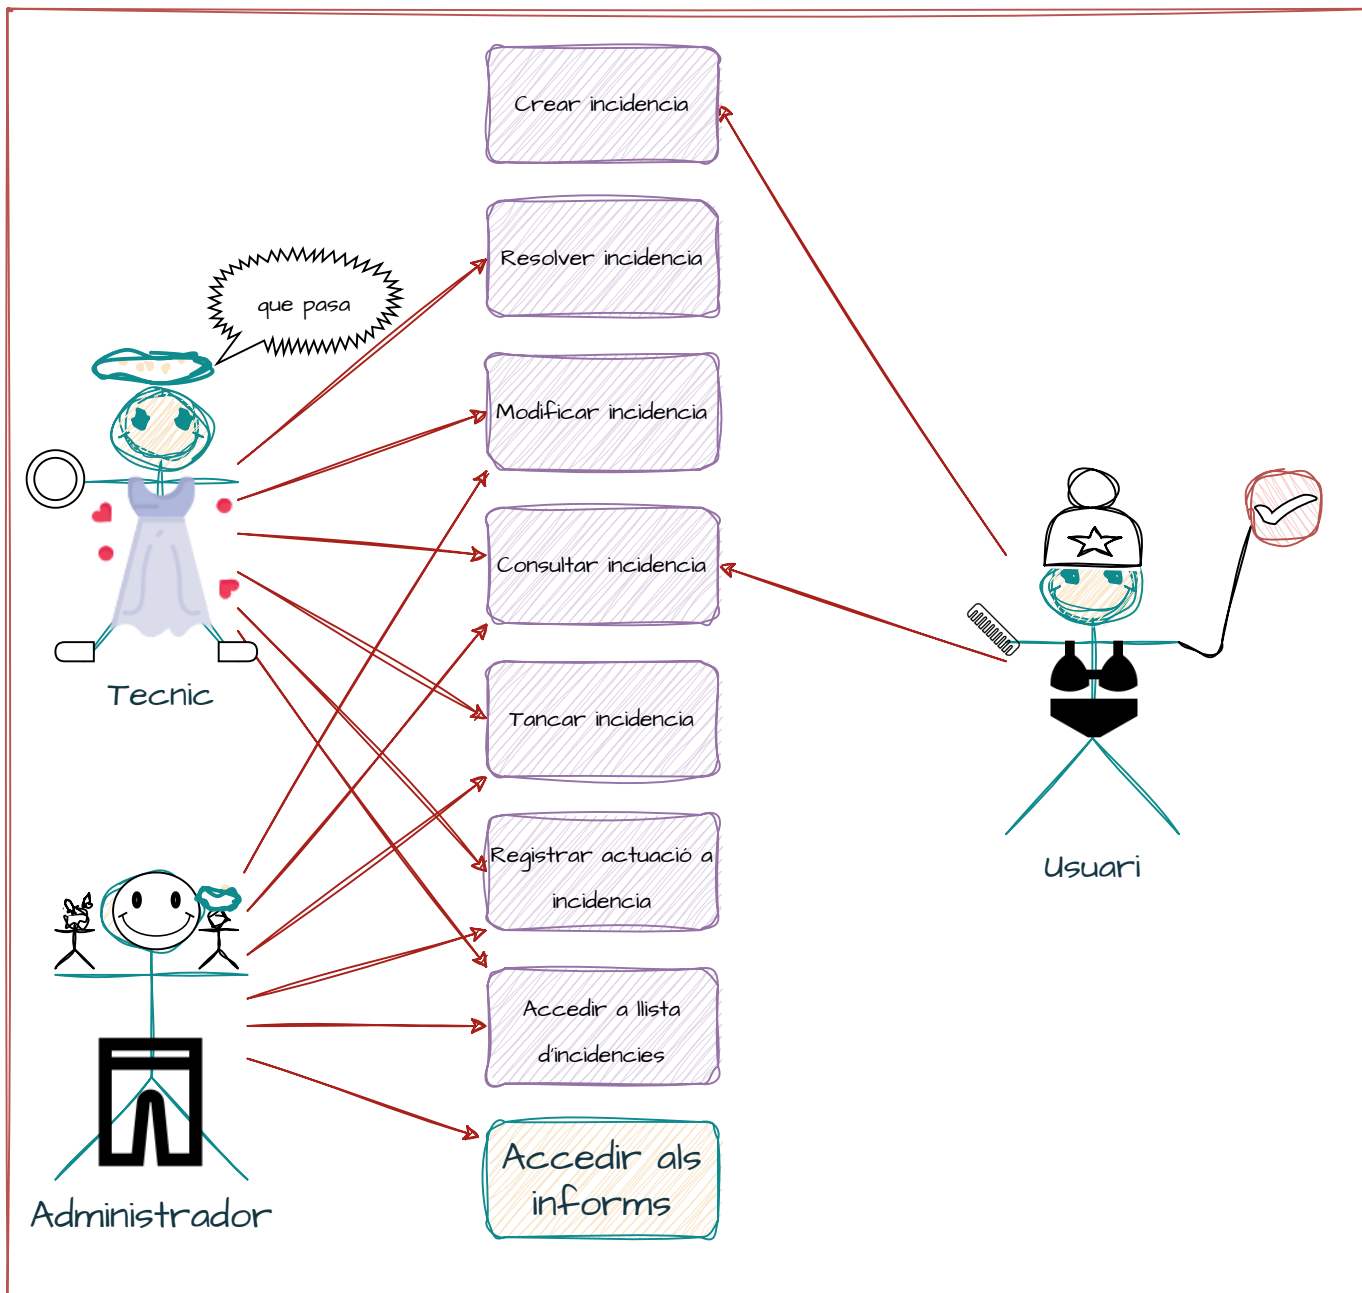 Crear incidencia
Resolver incidencia
que pasa
Modificar incidencia
Consultar incidencia
Tecnic
Tancar incidencia
Registrar actuació a
incidencia
Usuari
Accedir a llista
d'incidencies
Accedir als
informs
Administrador